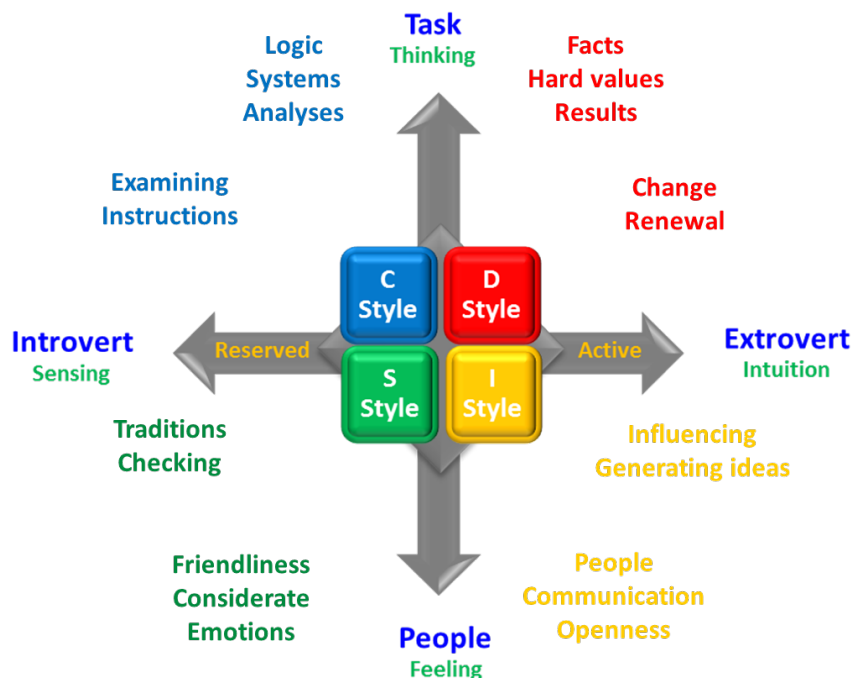 Task
Thinking
Logic
Systems
Analyses
Facts
Hard values
Results
Examining
Instructions
Change
Renewal
C
Style
D
Style
Introvert
Sensing
Reserved
Active
Extrovert
Intuition
S
Style
I
Style
Traditions
Checking
Influencing
Generating ideas
Friendliness
Considerate
Emotions
People
Communication
Openness
People
Feeling